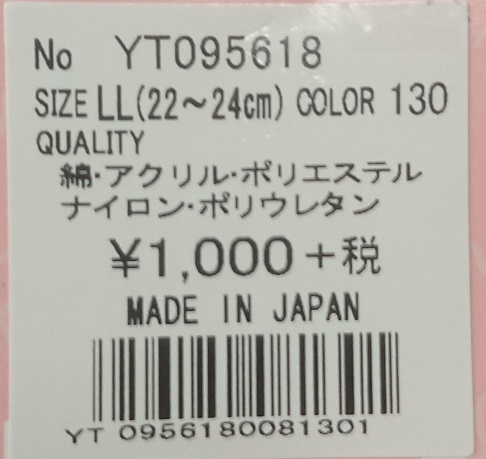 No YT095618
SIZE LL(22～24cm) COLOR 130
QUALITY
綿・アクリル・ポリエステル
ナイロン・ポリウレタン
¥1,000+税
MADE IN JAPAN
YT 0956180081301